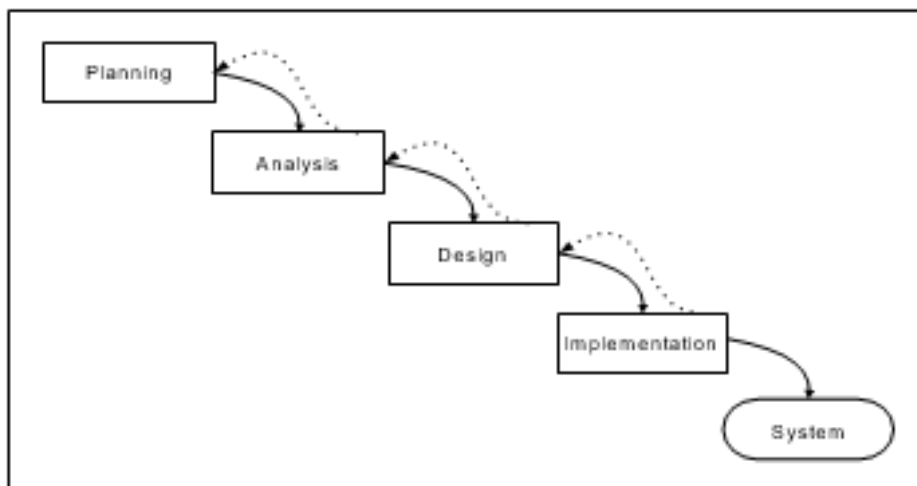 Planning
Analysis
Design
Implementation
System